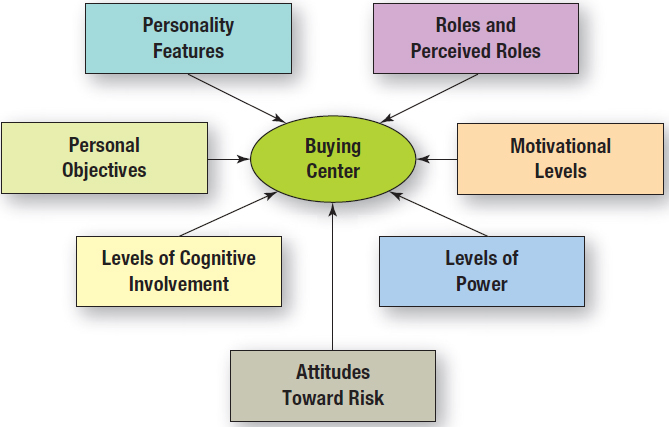 Personality
Features
Roles and
Perceived Roles
Personal
Objectives
Buying
Center
Motivational
Levels
Levels of Cognitive
Involvement
Levels of
Power
Attitudes
Toward Risk